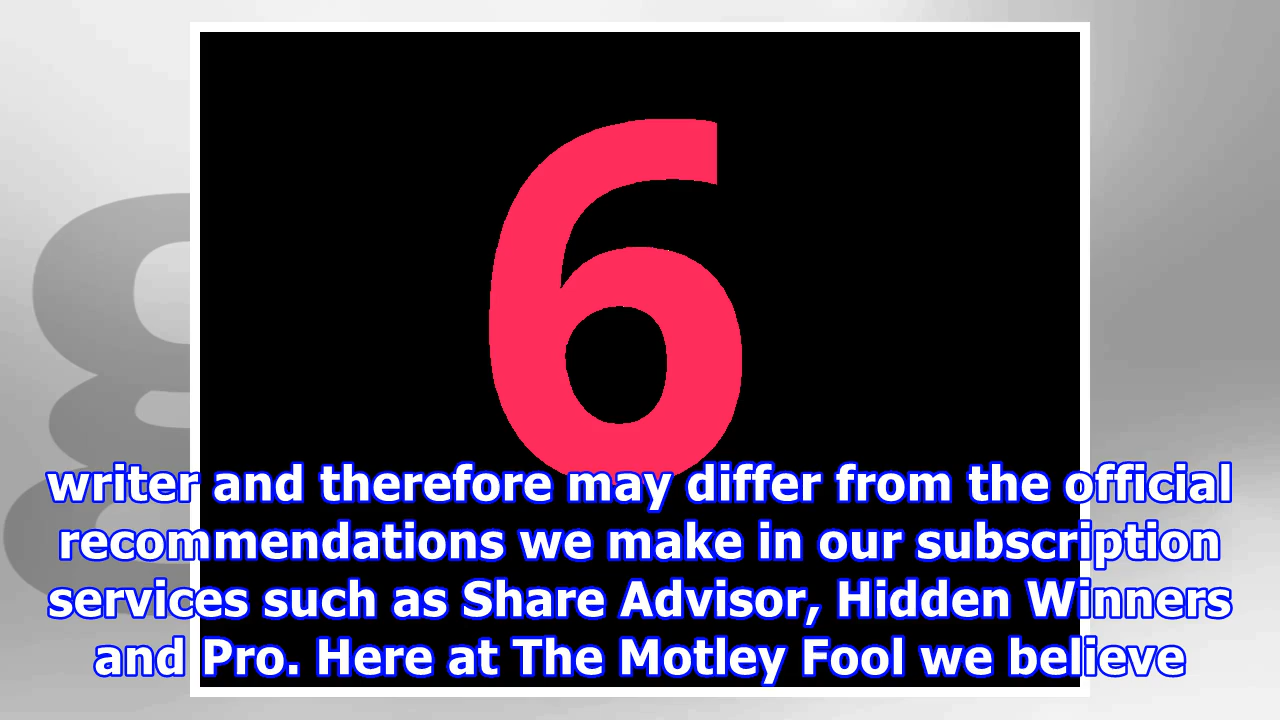 g
6
writer and therefore may differ from the official
recommendations we make in our subscription
services such as Share Advisor, Hidden Winners
and Pro. Here at The Motley Fool we believe